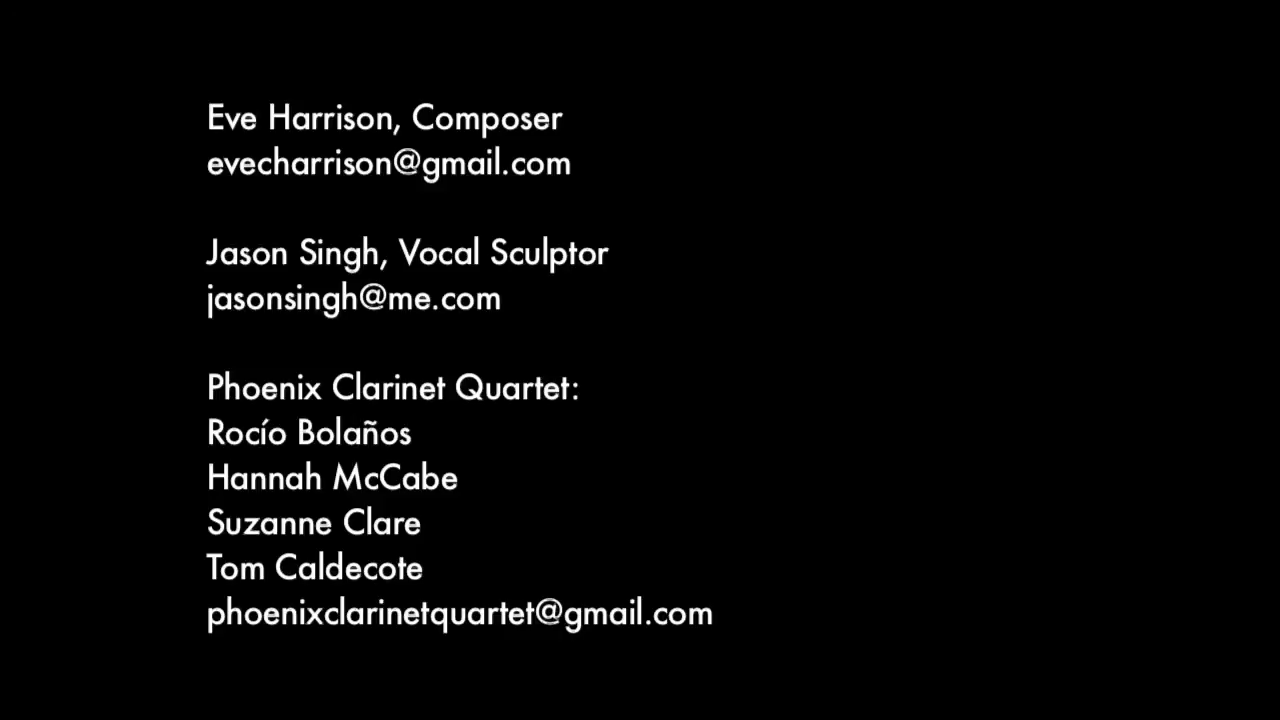 Eve Harrison, Composer
evecharrison@gmail.com
Jason Singh, Vocal Sculptor
jasonsingh@me.com
Phoenix Clarinet Quartet:
Rocío Bolaños
Hannah McCabe
Suzanne Clare
Tom Caldecote
phoenixclarinetquartet@gmail.com